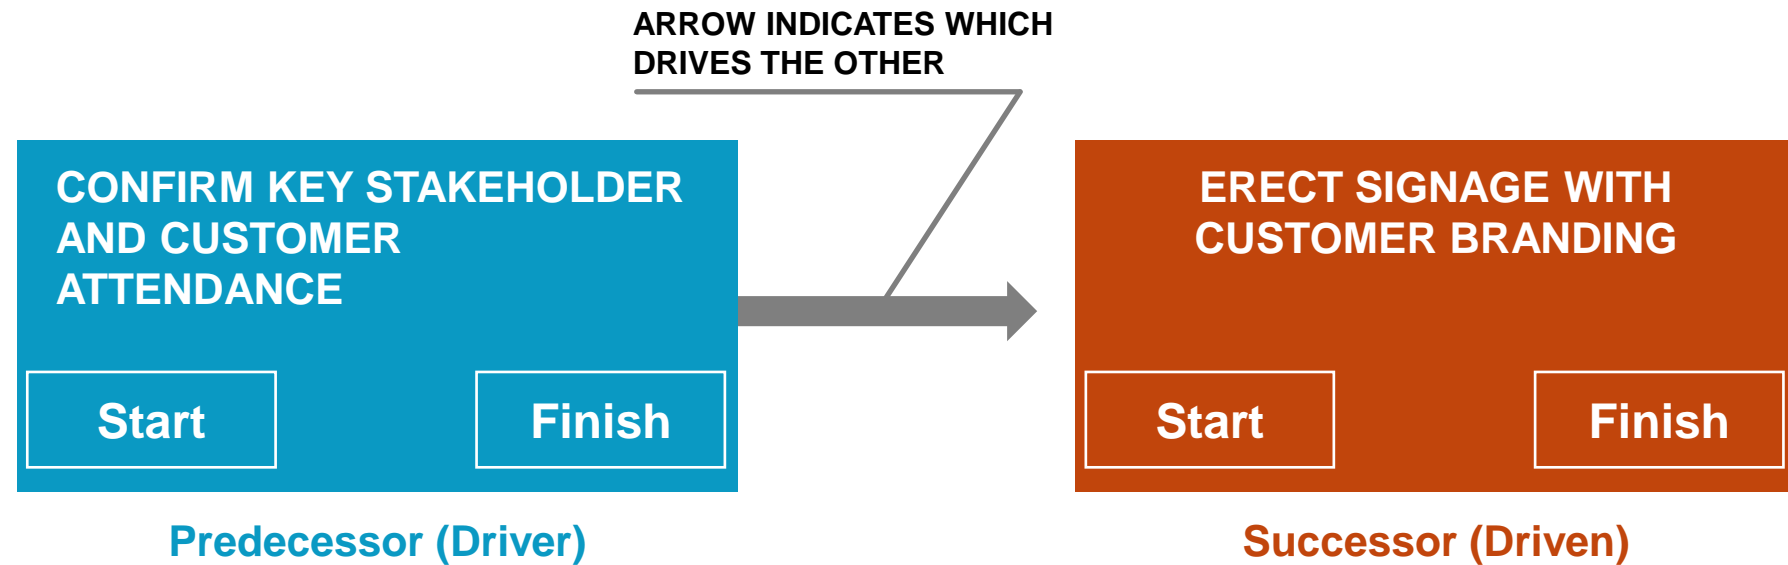 ARROW INDICATES WHICH
DRIVES THE OTHER
CONFIRM KEY STAKEHOLDER
AND CUSTOMER
ATTENDANCE
Start
Finish
Predecessor (Driver)
ERECT SIGNAGE WITH
CUSTOMER BRANDING
Start
Finish
Successor (Driven)